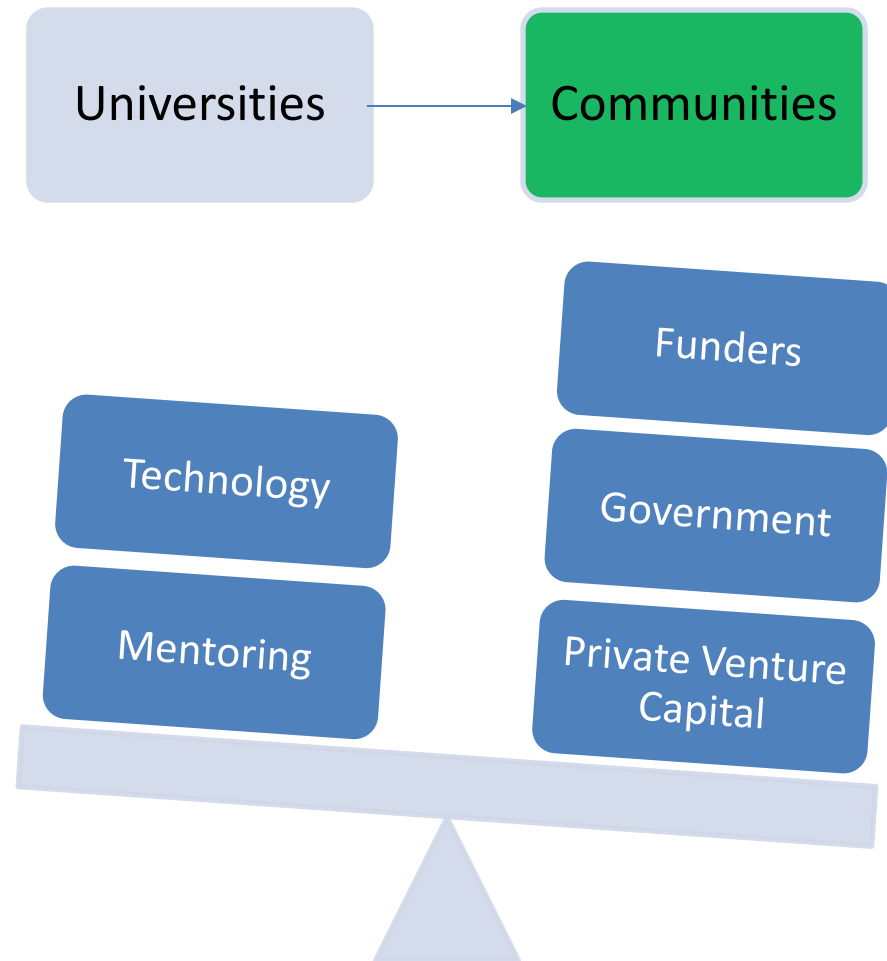 Universities
Communities
Funders
Technology
Government
Mentoring
Private Venture
Capital